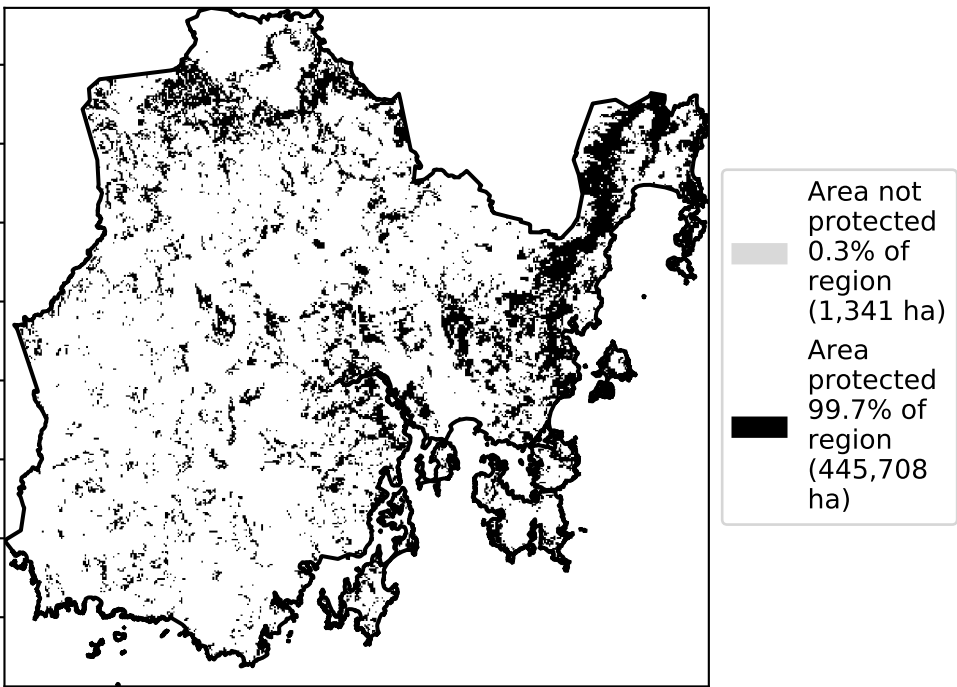 Area not
protected
0.3% of
region
(1,341 ha)
Area
protected
99.7% of
region
(445,708
ha)